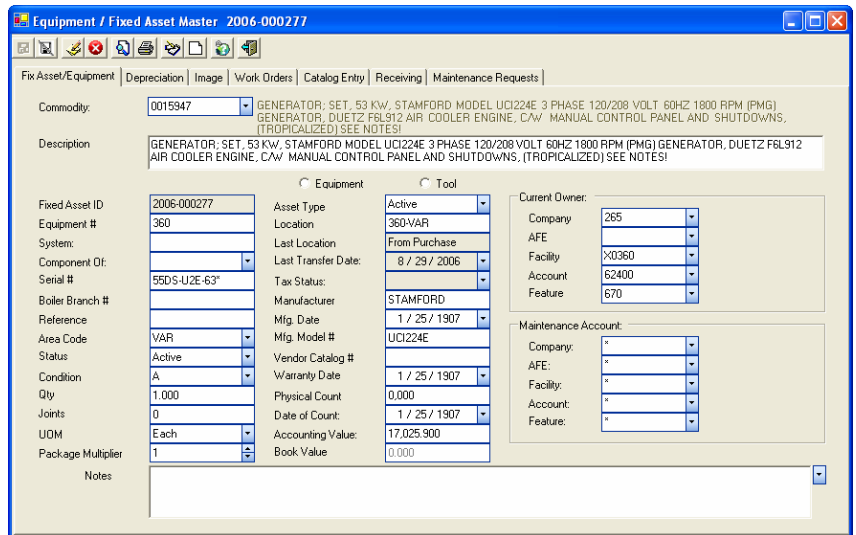 Equipment / Fixed Asset Master 2006-000277
Fix Asset/Equipment Depreciation Image Work Orders Catalog Entry Receiving Maintenance Requests
Commodity: 0015947 GENERATOR; SET, 53 KW, STAMFORD MODEL UCI224E 3 PHASE 120/208 VOLT 60HZ 1800 RPM (PMG)
GENERATOR, DUETZ F6L912 AIR COOLER ENGINE, C/W MANUAL CONTROL PANEL AND SHUTDOWNS,
(TROPICALIZED) SEE NOTES!
Description GENERATOR; SET, 53 KW, STAMFORD MODEL UCI224E 3 PHASE 120/208 VOLT 60HZ 1800 RPM (PMG) GENERATOR, DUETZ F6L912
AIR COOLER ENGINE, C/W MANUAL CONTROL PANEL AND SHUTDOWNS, (TROPICALIZED) SEE NOTES!
Equipment Tool
Fixed Asset ID 2006-000277
Equipment # 360
System:
Component Of:
Serial # 55DS-U2E-63"
Boiler Branch #
Reference
Area Code VAR
Status Active
Condition A
Qty 1.000
Joints 0
UOM Each
Package Multiplier 1
Asset Type Active
Location 360-VAR
Last Location From Purchase
Last Transfer Date: 8 / 29 / 2006
Tax Status:
Manufacturer STAMFORD
Mfg. Date 1 / 25 / 1907
Mfg. Model # UCI224E
Vendor Catalog #
Warranty Date 1 / 25 / 1907
Physical Count 0,000
Date of Count: 1 / 25 / 1907
Accounting Value: 17,025.900
Book Value 0.000
Current Owner:
Company 265
AFE
Facility X0360
Account 62400
Feature 670
Maintenance Account:
Company: *
AFE: *
Facility: *
Account: *
Feature: *
Notes